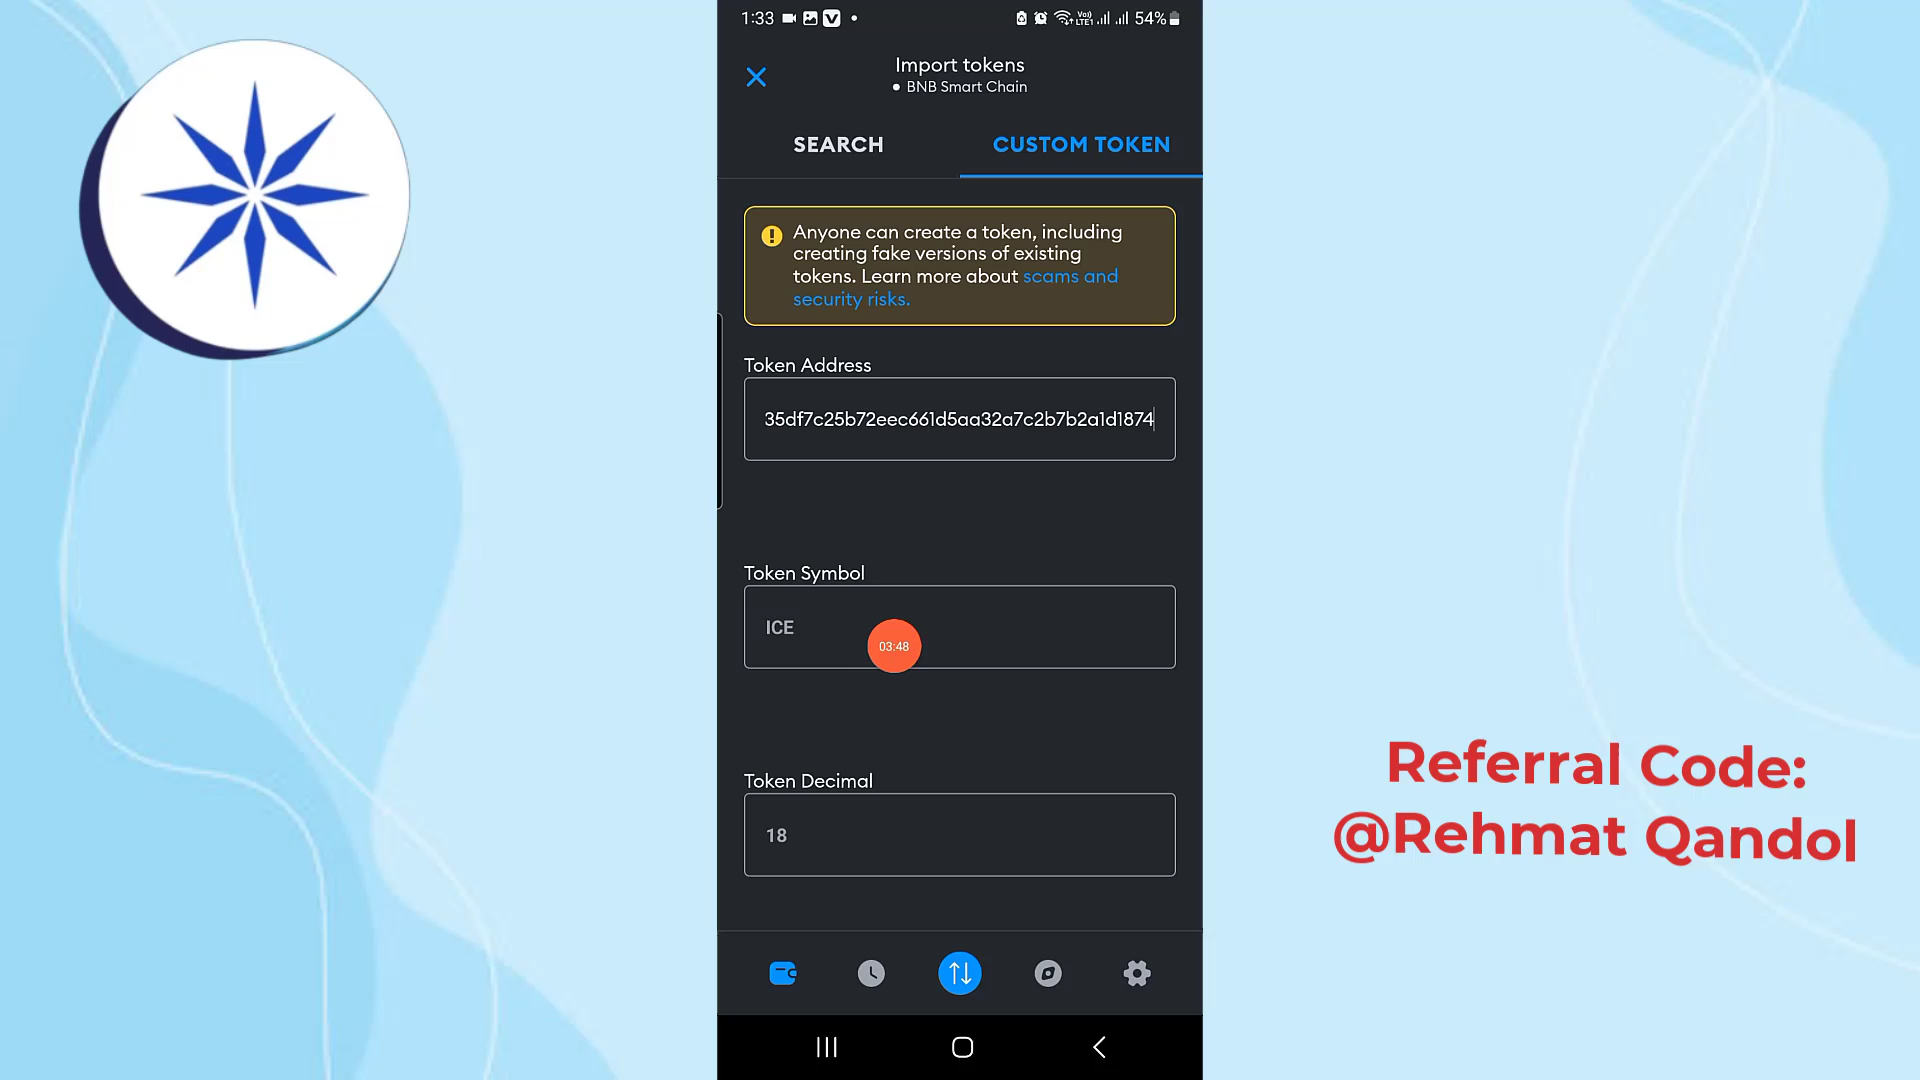 1:33
VoD
LTE1
54%
Import tokens
BNB Smart Chain
SEARCH
CUSTOM TOKEN
Anyone can create a token, including
creating fake versions of existing
tokens. Learn more about scams and
security risks.
Token Address
35df7c25b72eec661d5aa32a7c2b7b2a1d1874
Token Symbol
ICE
03:48
Token Decimal
18
Referral Code:
@Rehmat Qandol